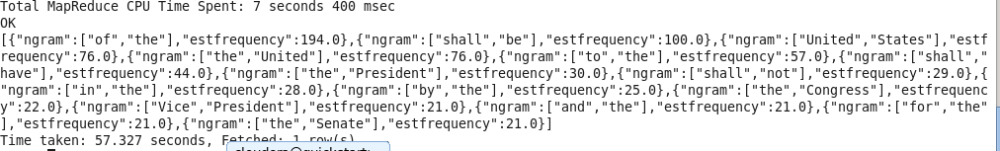 Total MapReduce CPU Time Spent: 7 seconds 400 msec
OK
[{"ngram":["of","the"],"estfrequency":194.0},{"ngram":["shall","be"],"estfrequency":100.0},{"ngram":["United","States"],"estf
requency":76.0},{"ngram":["the","United"],"estfrequency":76.0},{"ngram":["to","the"],"estfrequency":57.0},{"ngram":["shall","
have"],"estfrequency":44.0},{"ngram":["the","President"],"estfrequency":30.0},{"ngram":["shall","not"],"estfrequency":29.0},{
"ngram":["in","the"],"estfrequency":28.0},{"ngram":["by","the"],"estfrequency":25.0},{"ngram":["the","Congress"],"estfrequenc
y":22.0},{"ngram":["Vice","President"],"estfrequency":21.0},{"ngram":["and","the"],"estfrequency":21.0},{"ngram":["for","the"
],"estfrequency":21.0},{"ngram":["the","Senate"],"estfrequency":21.0}]
Time taken: 57.327 seconds, Fetched: 1 row(s)